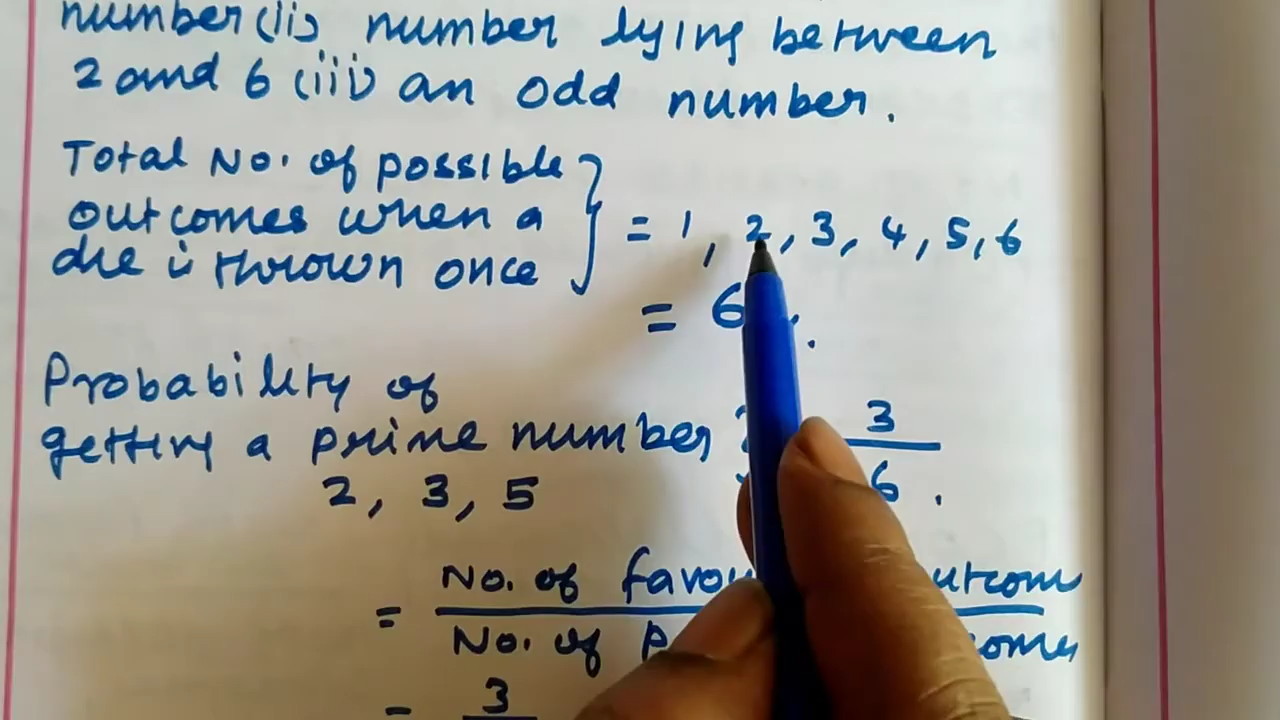 number (ii) number lying between
2 and 6 (iii) an odd number.
Total No. of possible
outcomes when a
die is thrown once } = 1, 2, 3, 4, 5, 6
= 6
Probability of
getting a prime number 3
2, 3, 5 6.
No. of outcom
=
No. of
= 3